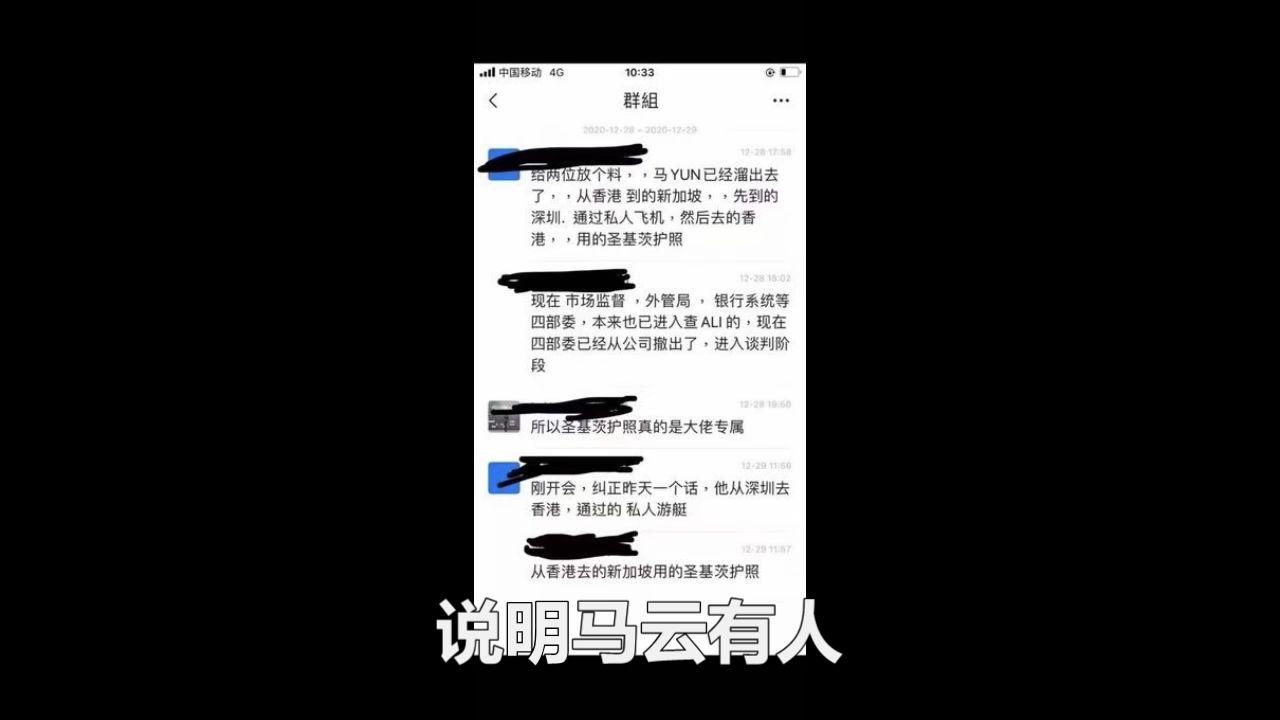 中国移动 4G 10:33
群組
2020-12-28 ~ 2020-12-29
12-28 17:58
给两位放个料，，马YUN已经溜出去
了，，从香港 到的新加坡，，先到的
深圳. 通过私人飞机，然后去的香
港，，用的圣基茨护照
12-28 18:03
现在 市场监督 ，外管局 ， 银行系统等
四部委，本来也已进入查ALI的，现在
四部委已经从公司撤出了，进入谈判阶
段
12-28 19:50
所以圣基茨护照真的是大佬专属
12-29 11:56
刚开会，纠正昨天一个话，他从深圳去
香港，通过的 私人游艇
12-29 11:57
从香港去的新加坡用的圣基茨护照
说明马云有人